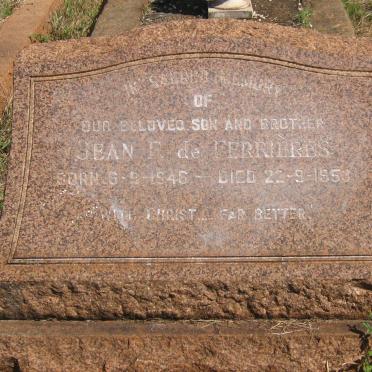 IN SACRED MEMORY
OF
OUR BELOVED SON AND BROTHER
JEAN F. de FERRIERES
BORN 6-9-1946 - DIED 22-9-1953
"WITH CHRIST... FAR BETTER"